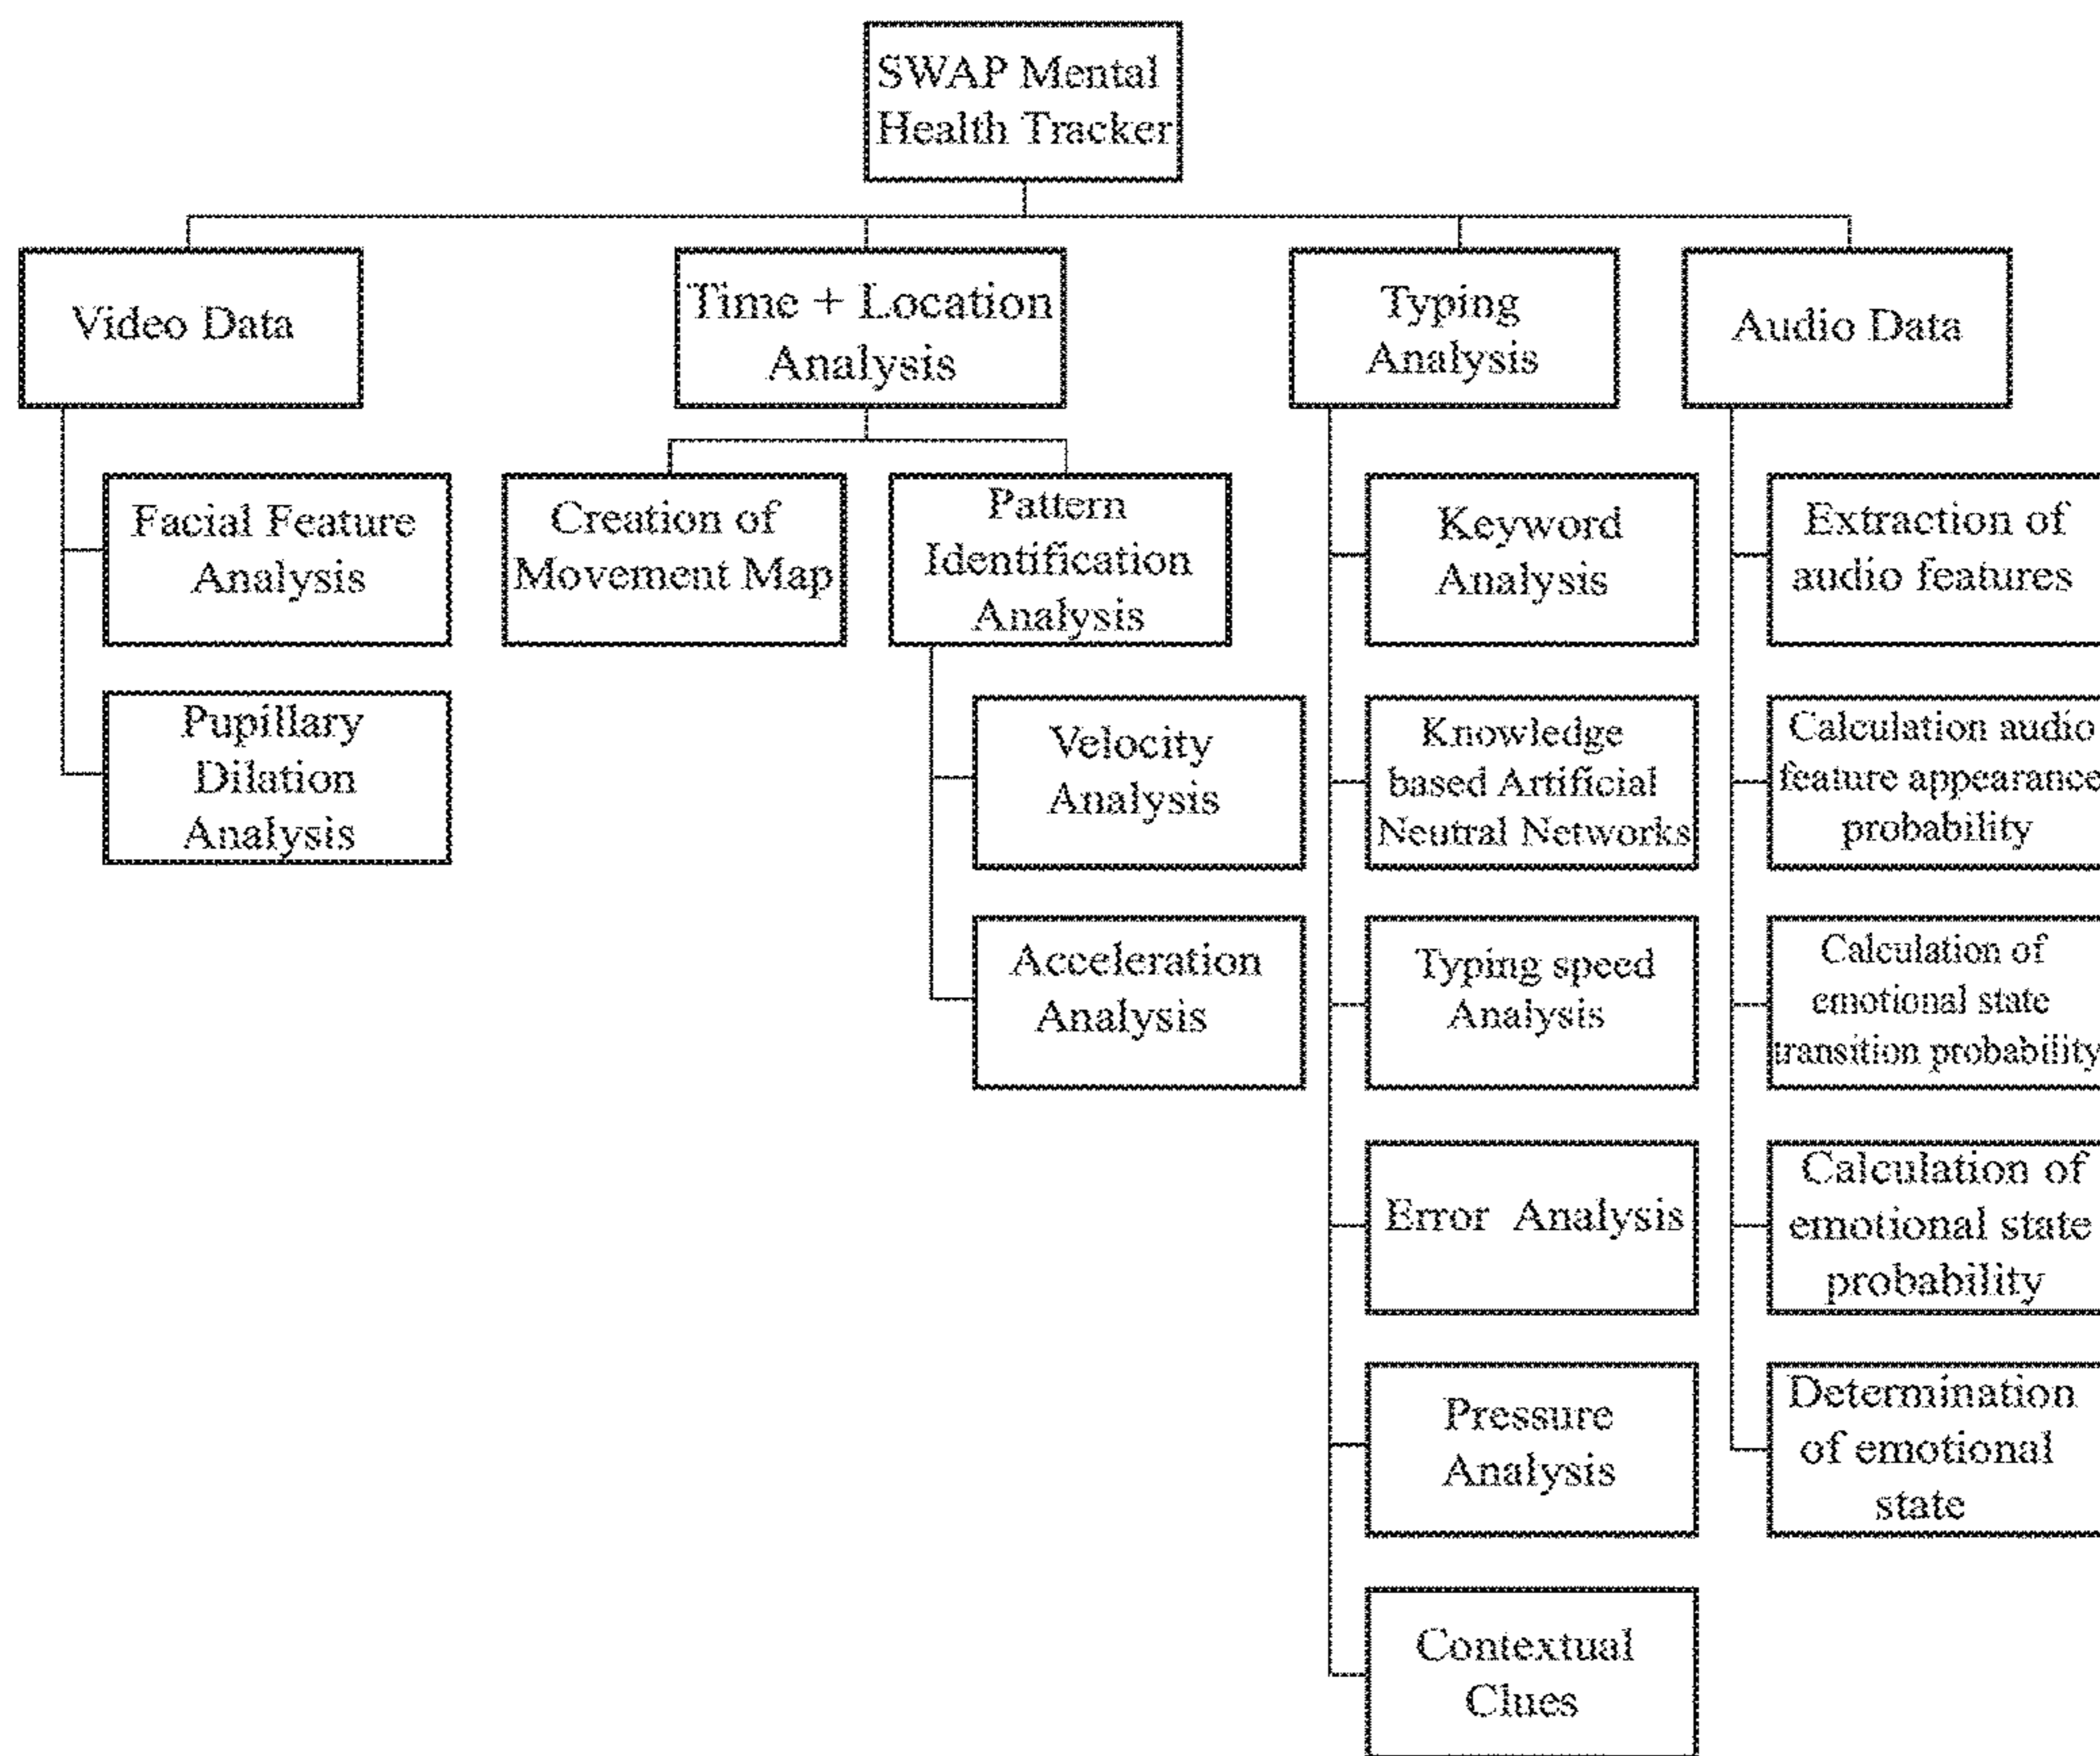 SWAP Mental
Health Tracker
Video Data
Time + Location
Analysis
Typing
Analysis
Audio Data
Facial Feature
Analysis
Pupillary
Dilation
Analysis
Creation of
Movement Map
Pattern
Identification
Analysis
Velocity
Analysis
Acceleration
Analysis
Keyword
Analysis
Knowledge
based Artificial
Neutral Networks
Typing speed
Analysis
Error Analysis
Pressure
Analysis
Contextual
Clues
Extraction of
audio features
Calculation audio
feature appearance
probability
Calculation of
emotional state
transition probability
Calculation of
emotional state
probability
Determination
of emotional
state